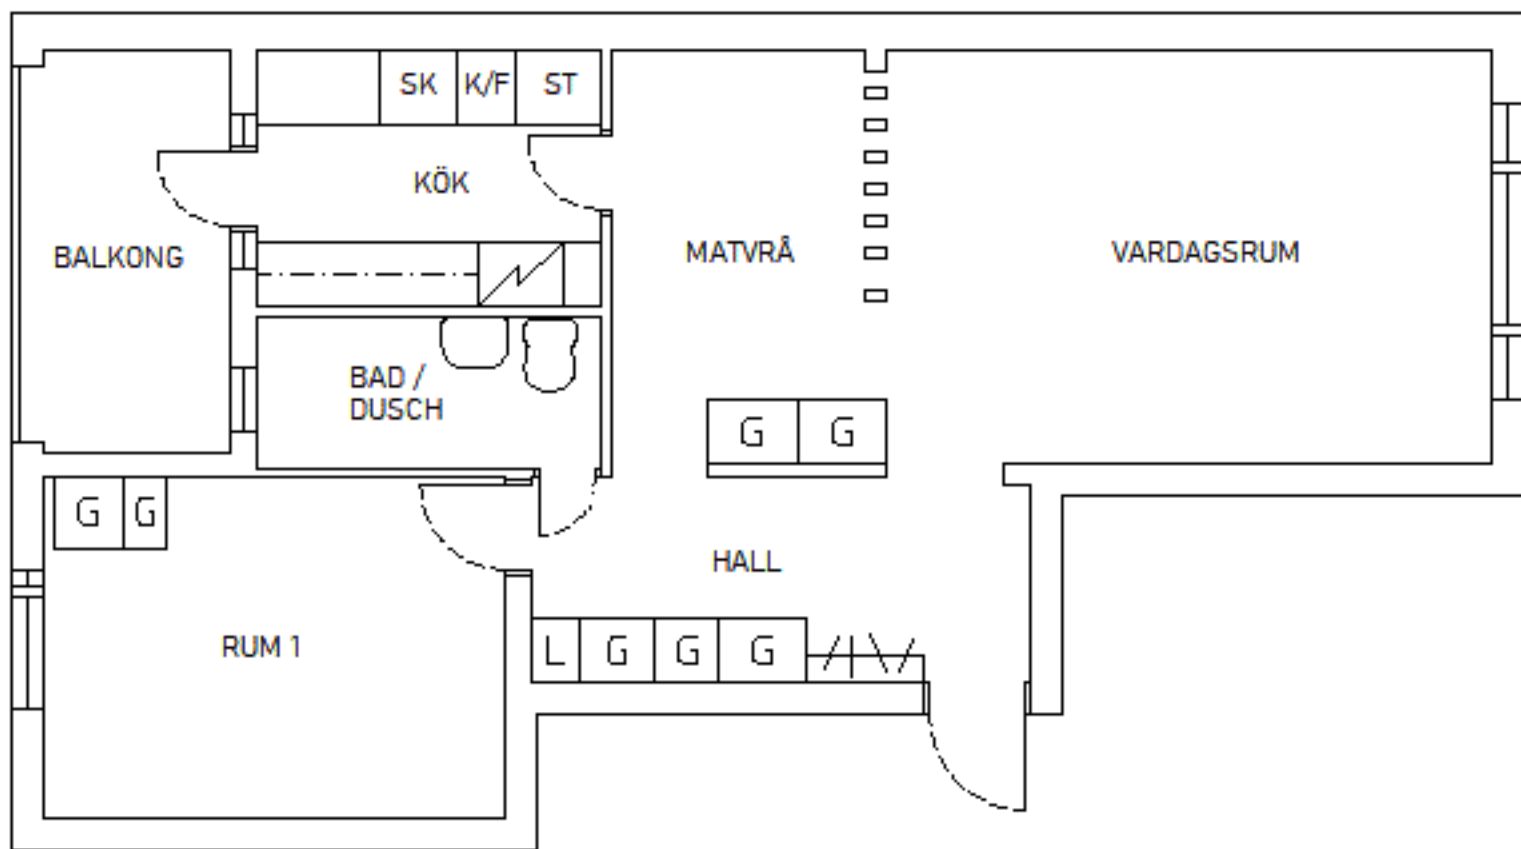 SK K/F ST
KÖK
BALKONG
MATVRÅ
VARDAGSRUM
BAD /
DUSCH
G G
G G
HALL
RUM 1
L G G G